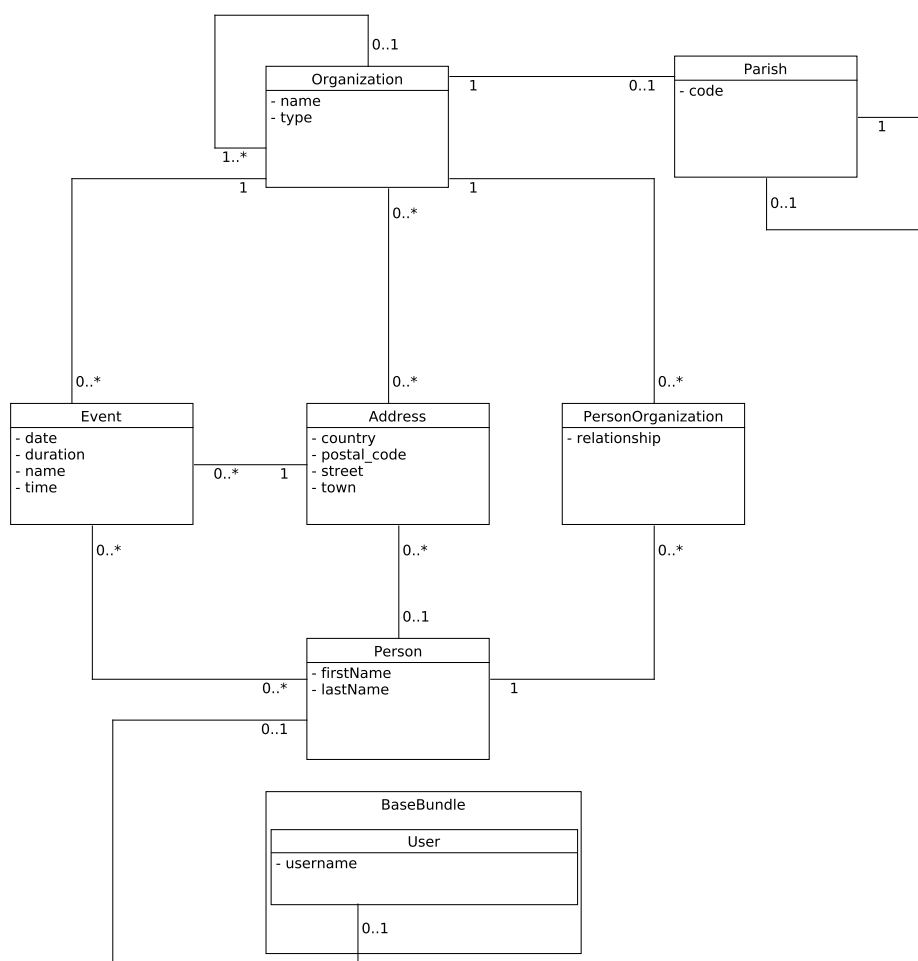 0..1
Organization
- name
- type
1..*
1
1
0..*
1
0..1
Parish
- code
1
0..1
0..*
0..*
0..*
Event
- date
- duration
- name
- time
0..*
1
Address
- country
- postal_code
- street
- town
PersonOrganization
- relationship
0..*
0..*
0..*
0..1
Person
- firstName
- lastName
0..*
1
0..1
BaseBundle
User
- username
0..1